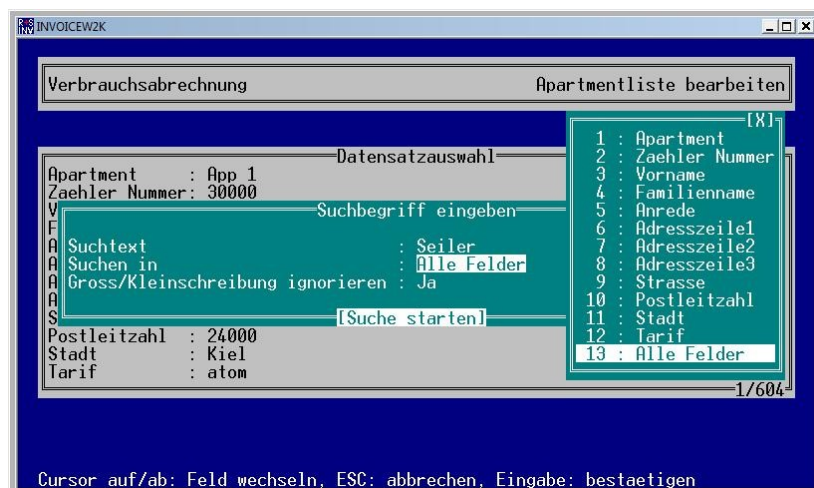 INVOICEW2K
Verbrauchsabrechnung Apartmentliste bearbeiten
Datensatzauswahl
Apartment : App 1
Zaehler Nummer: 30000
V
F
A
A
A
A
S
Suchbegriff eingeben
Suchtext : Seiler
Suchen in : Alle Felder
Gross/Kleinschreibung ignorieren : Ja
[Suche starten]
Postleitzahl : 24000
Stadt : Kiel
Tarif : atom
1/604
[X]
1 : Apartment
2 : Zaehler Nummer
3 : Vorname
4 : Familienname
5 : Anrede
6 : Adresszeile1
7 : Adresszeile2
8 : Adresszeile3
9 : Strasse
10 : Postleitzahl
11 : Stadt
12 : Tarif
13 : Alle Felder
Cursor auf/ab: Feld wechseln, ESC: abbrechen, Eingabe: bestaetigen